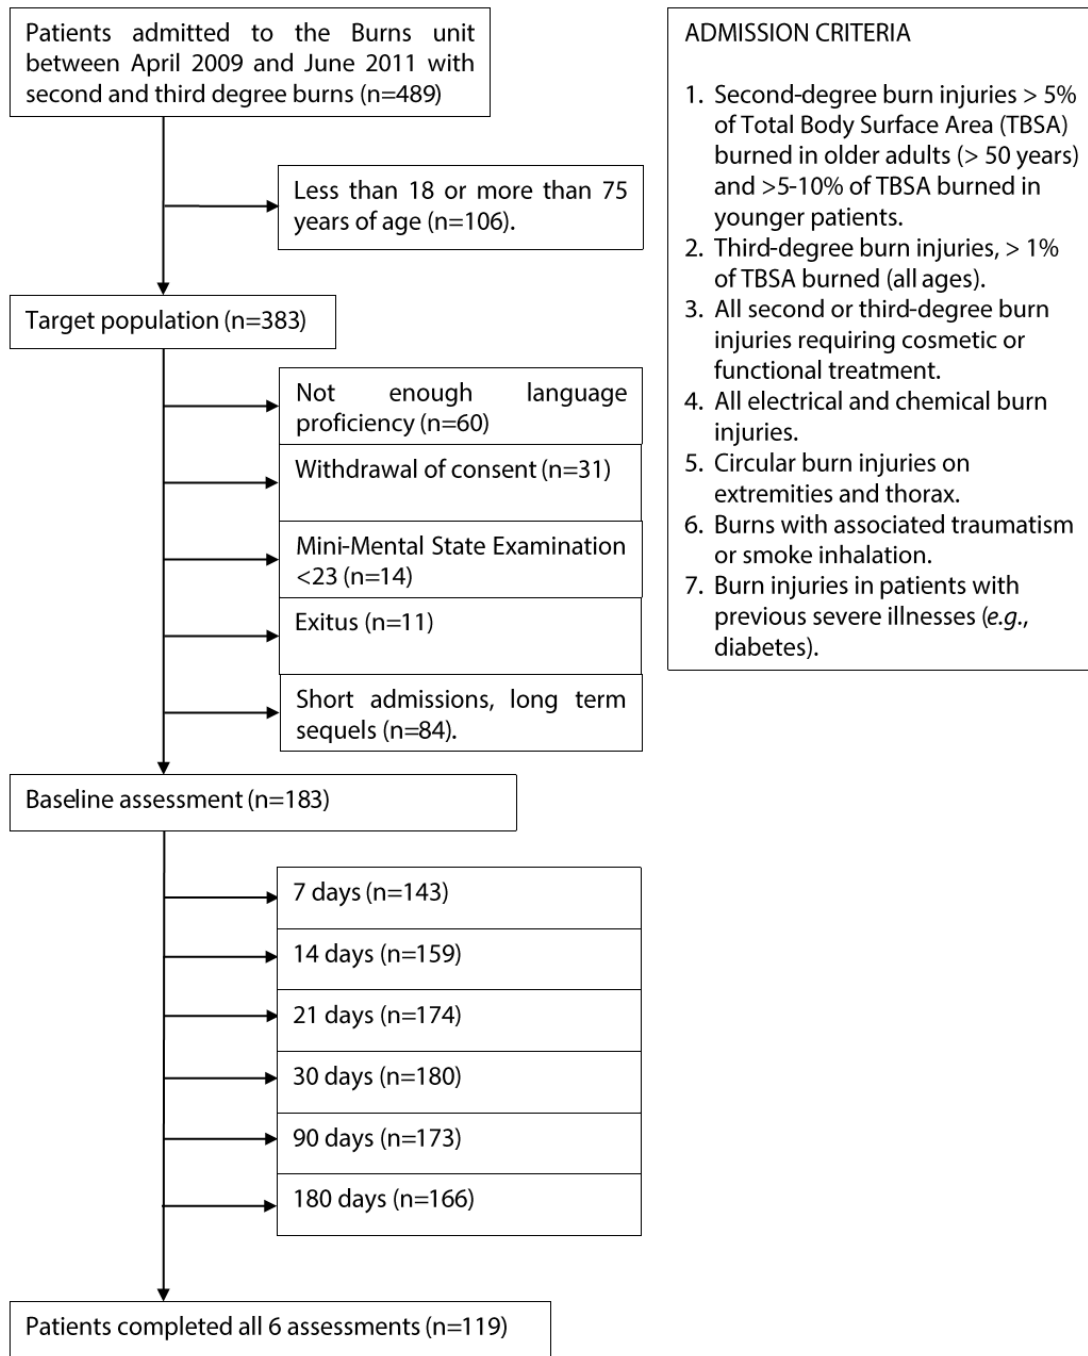 Patients admitted to the Burns unit
between April 2009 and June 2011 with
second and third degree burns (n=489)
Less than 18 or more than 75
years of age (n=106).
Target population (n=383)
Not enough language
proficiency (n=60)
Withdrawal of consent (n=31)
Mini-Mental State Examination
<23 (n=14)
Exitus (n=11)
Short admissions, long term
sequels (n=84).
Baseline assessment (n=183)
7 days (n=143)
14 days (n=159)
21 days (n=174)
30 days (n=180)
90 days (n=173)
180 days (n=166)
Patients completed all 6 assessments (n=119)
ADMISSION CRITERIA
1. Second-degree burn injuries > 5%
of Total Body Surface Area (TBSA)
burned in older adults (> 50 years)
and >5-10% of TBSA burned in
younger patients.
2. Third-degree burn injuries, > 1%
of TBSA burned (all ages).
3. All second or third-degree burn
injuries requiring cosmetic or
functional treatment.
4. All electrical and chemical burn
injuries.
5. Circular burn injuries on
extremities and thorax.
6. Burns with associated traumatism
or smoke inhalation.
7. Burn injuries in patients with
previous severe illnesses (e.g.,
diabetes).